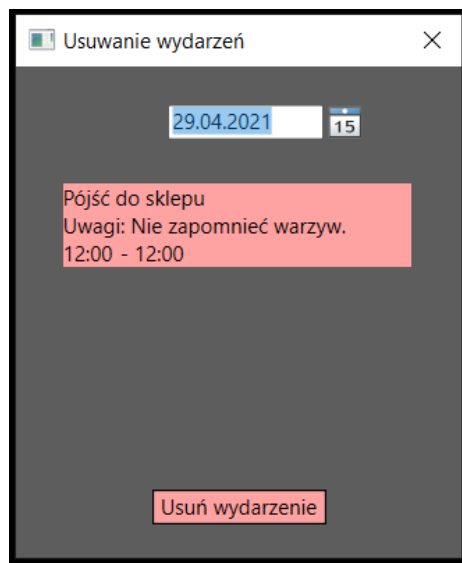 Usuwanie wydarzeń
29.04.2021
15
Pójść do sklepu
Uwagi: Nie zapomnieć warzyw.
12:00 - 12:00
Usuń wydarzenie